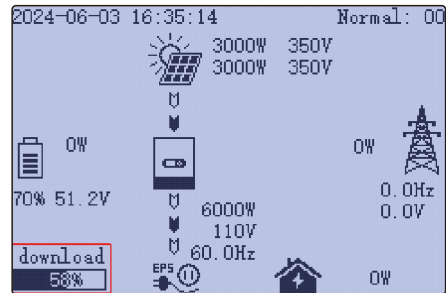 2024-06-03 16:35:14 Normal: 00
3000W 350V
3000W 350V
0W
0W
70% 51.2V
0.0Hz
0.0V
6000W
110V
60.0Hz
download
58%
EPS
0W